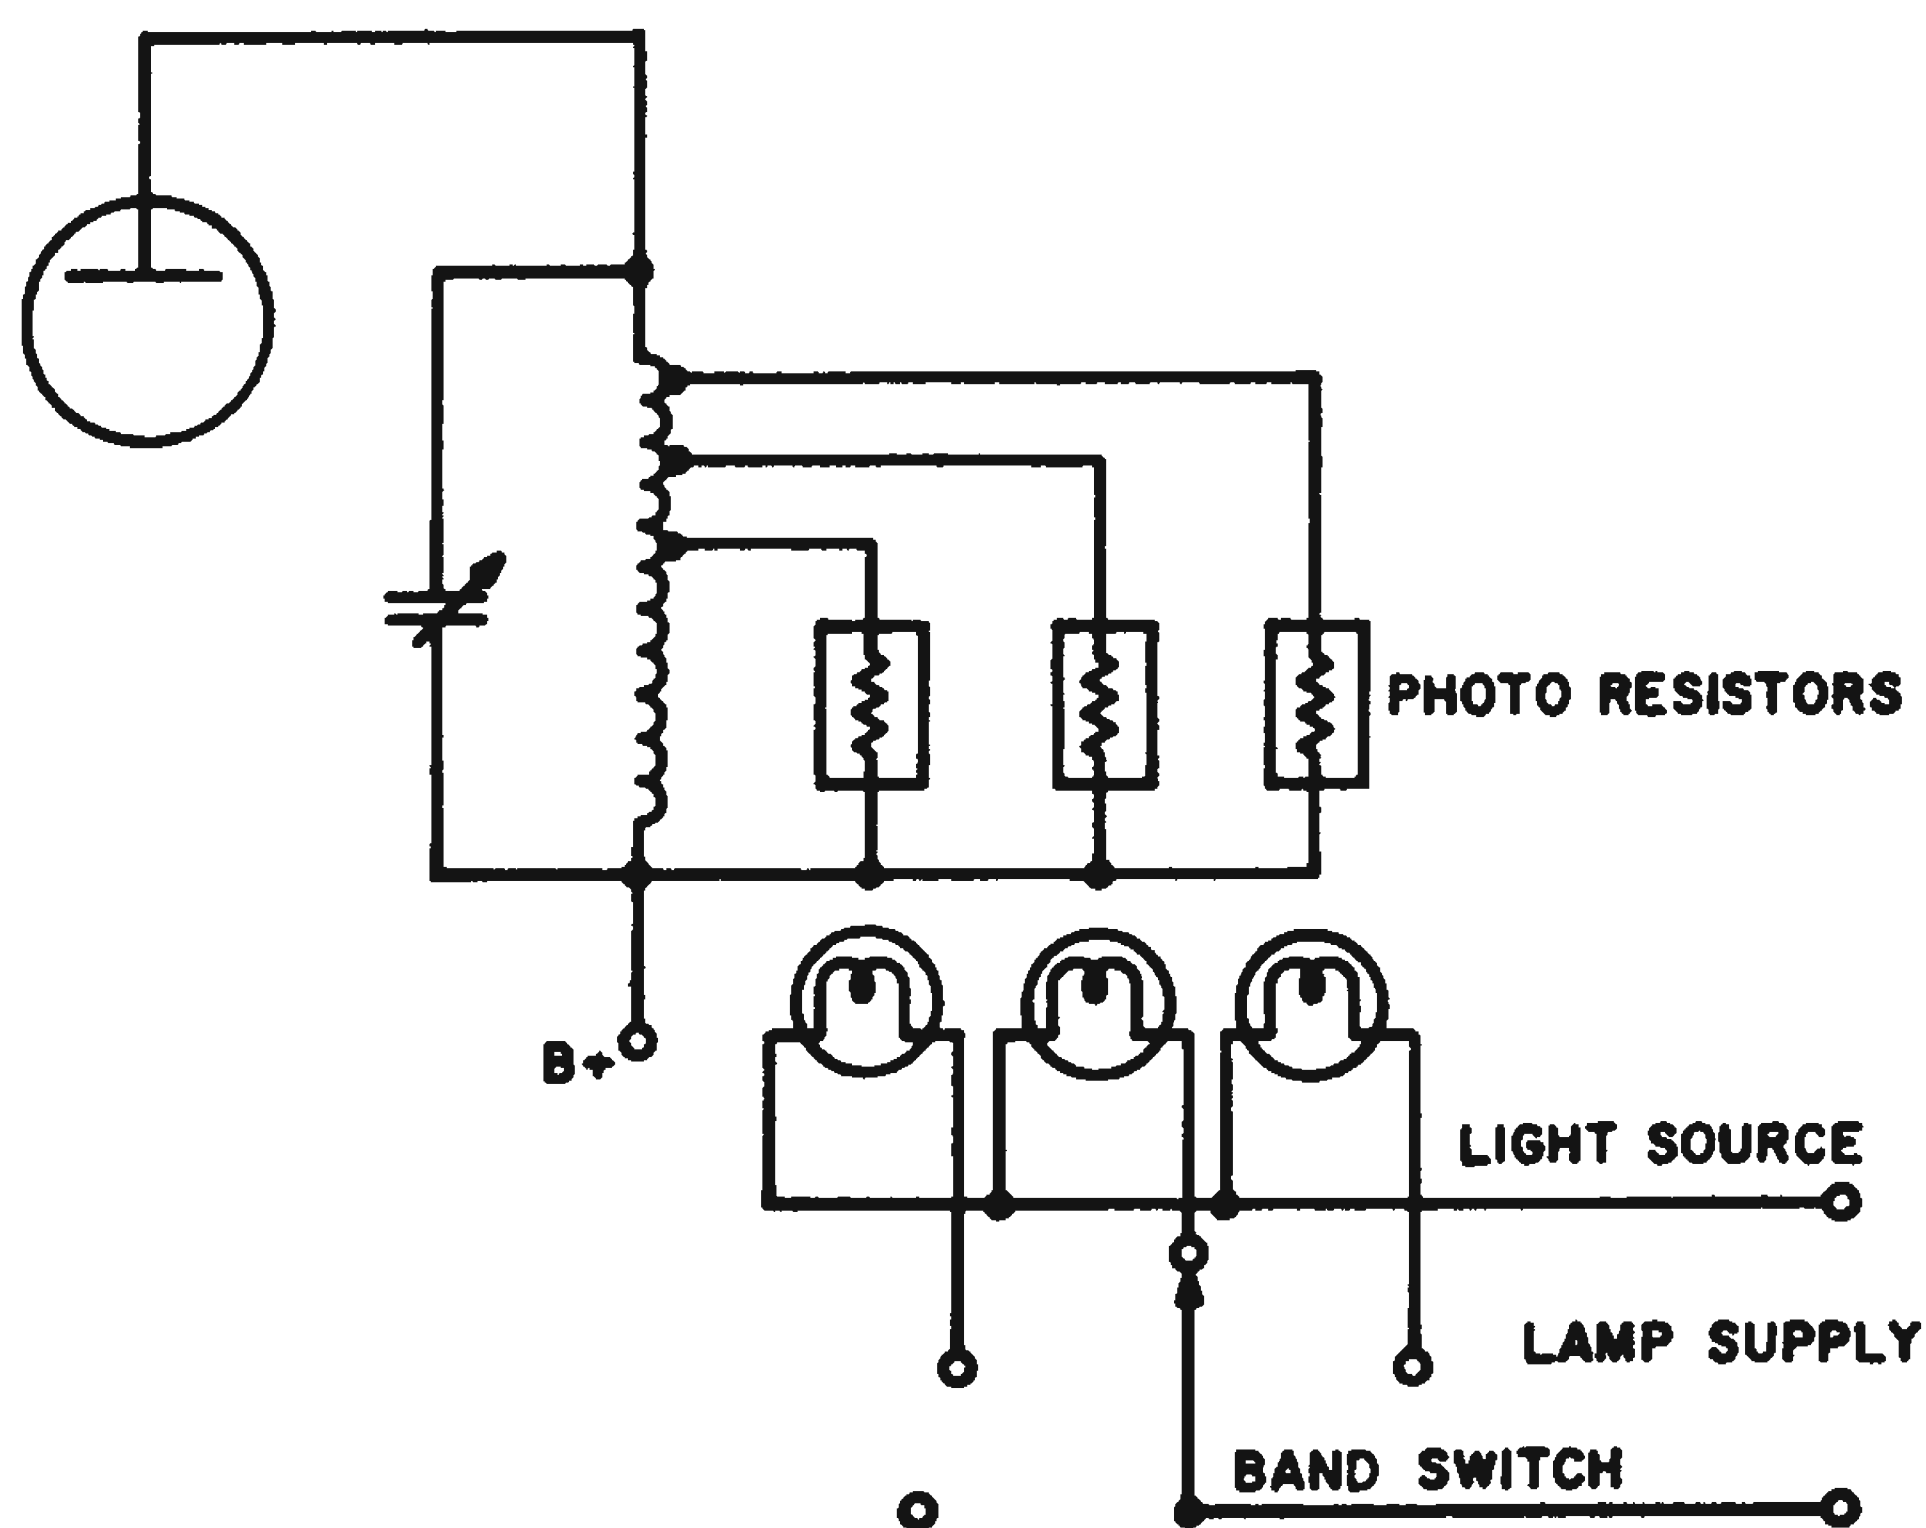 PHOTO RESISTORS
B+
LIGHT SOURCE
LAMP SUPPLY
BAND SWITCH